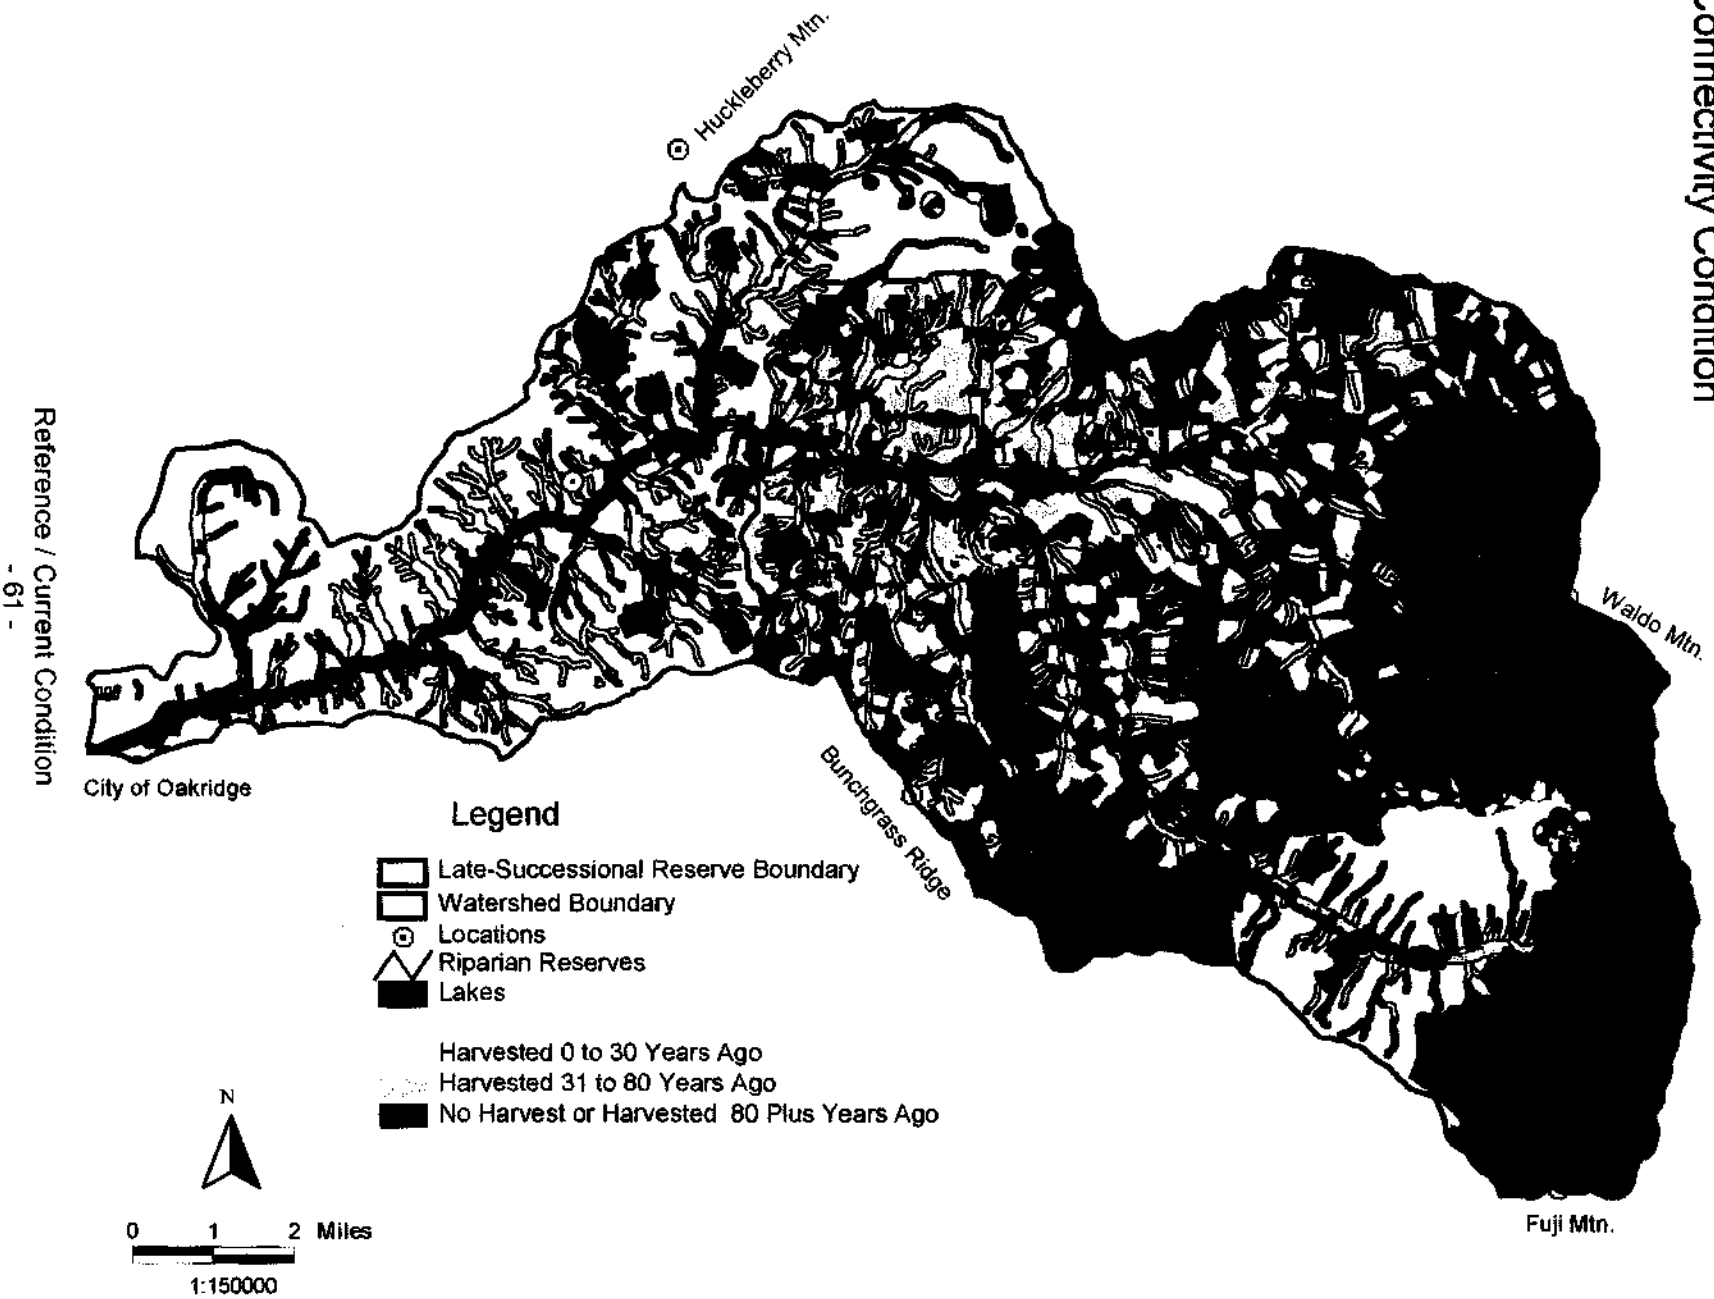 Connectivity Condition
Huckleberry Mtn.
Waldo Mtn.
Bunchgrass Ridge
City of Oakridge
Fuji Mtn.
Legend
Late-Successional Reserve Boundary
Watershed Boundary
Locations
Riparian Reserves
Lakes
Harvested 0 to 30 Years Ago
Harvested 31 to 80 Years Ago
No Harvest or Harvested 80 Plus Years Ago
N
0 1 2 Miles
1:150000
Reference / Current Condition
- 61 -